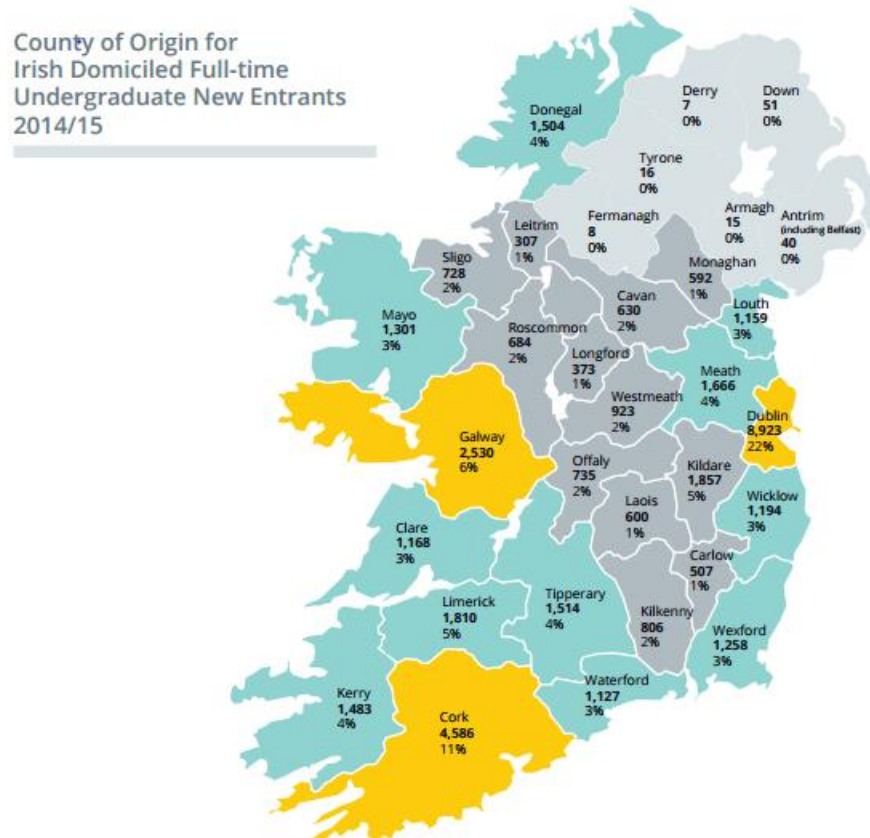 County of Origin for
Irish Domiciled Full-time
Undergraduate New Entrants
2014/15
Donegal
1,504
4%
Derry
7
0%
Down
51
0%
Tyrone
16
0%
Fermanagh
8
0%
Armagh
15
0%
Antrim
(including Belfast)
40
0%
Leitrim
307
1%
Sligo
728
2%
Monaghan
592
1%
Cavan
630
2%
Louth
1,159
3%
Mayo
1,301
3%
Roscommon
684
2%
Longford
373
1%
Meath
1,666
4%
Westmeath
923
2%
Dublin
8,923
22%
Galway
2,530
6%
Offaly
735
2%
Kildare
1,857
5%
Laois
600
1%
Wicklow
1,194
3%
Clare
1,168
3%
Carlow
507
1%
Tipperary
1,514
4%
Limerick
1,810
5%
Kilkenny
806
2%
Wexford
1,258
3%
Waterford
1,127
3%
Kerry
1,483
4%
Cork
4,586
11%